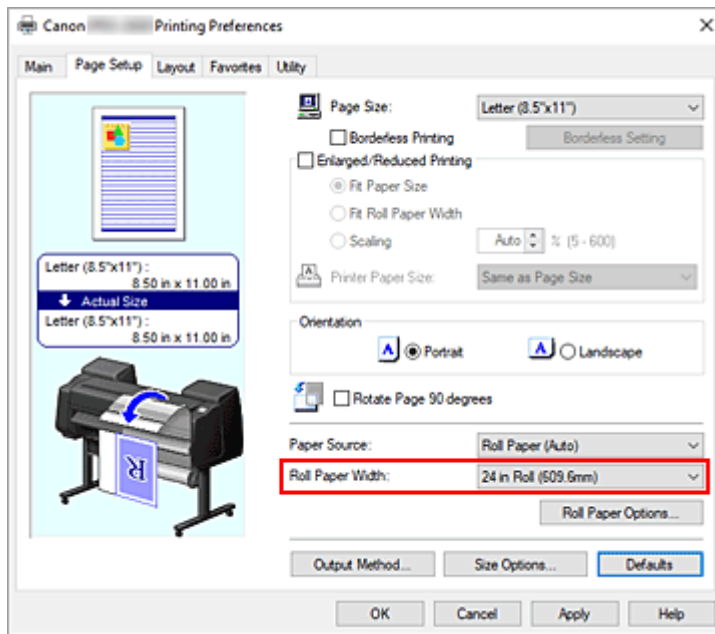 Canon Printing Preferences
Main Page Setup Layout Favorites Utility
Page Size: Letter (8.5"x11")
Borderless Printing Borderless Setting
Enlarged/Reduced Printing
Fit Paper Size
Fit Roll Paper Width
Scaling Auto % (5 - 600)
Printer Paper Size: Same as Page Size
Letter (8.5"x11") :
8.50 in x 11.00 in
Actual Size
Letter (8.5"x11") :
8.50 in x 11.00 in
Orientation
A Portrait A Landscape
Rotate Page 90 degrees
R
Paper Source: Roll Paper (Auto)
Roll Paper Width: 24 in Roll (609.6mm)
Roll Paper Options...
Output Method... Size Options... Defaults
OK Cancel Apply Help